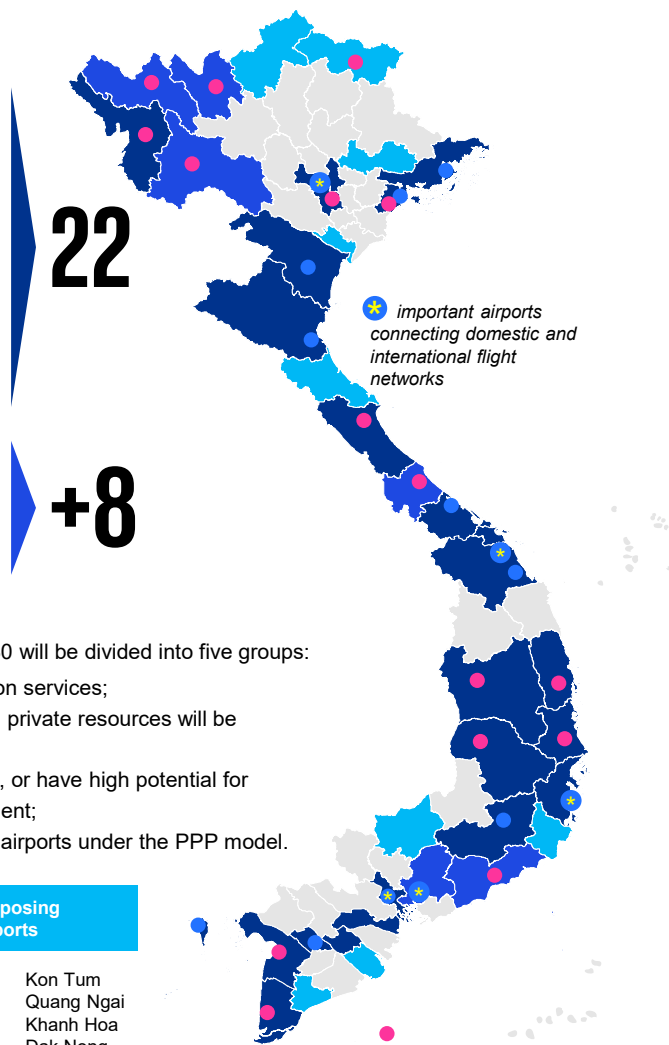 22
* important airports
connecting domestic and
international flight
networks
+8
0 will be divided into five groups:
on services;
private resources will be
, or have high potential for
ent;
airports under the PPP model.
posing
ports
Kon Tum
Quang Ngai
Khanh Hoa
Dak Nong